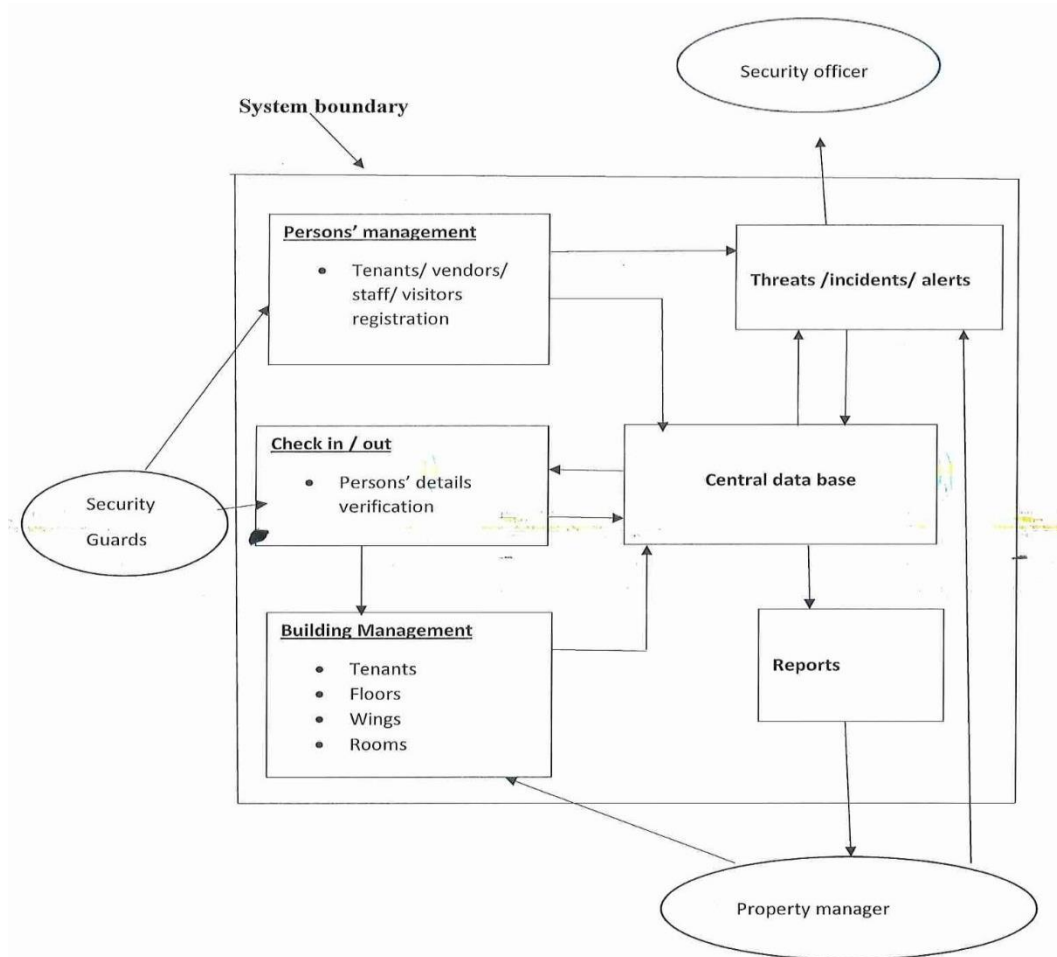 Security officer
System boundary
Persons' management
• Tenants/ vendors/
staff/ visitors
registration
Threats /incidents/ alerts
Check in / out
• Persons' details
verification
Central data base
Security
Guards
Building Management
• Tenants
• Floors
• Wings
• Rooms
Reports
Property manager